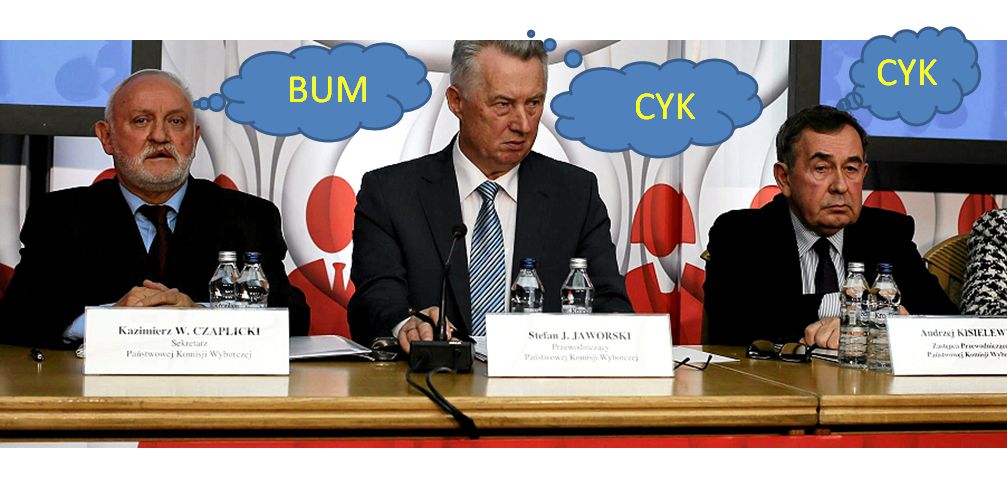 BUM
CYK
CYK
Kazimierz W. CZAPLICKI
Sekretarz
Państwowej Komisji Wyborczej
Stefan J. JAWORSKI
Przewodniczący
Państwowej Komisji Wyborczej
Andrzej KISIELEW
Zastępca Przewodnicząc
Państwowej Komisji Wybo